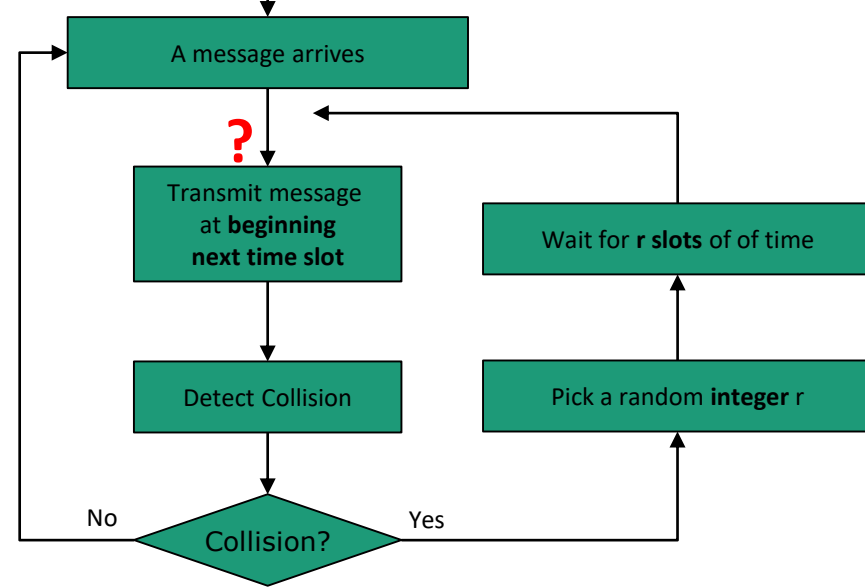 A message arrives
?
Transmit message
at beginning
next time slot
Wait for r slots of of time
Detect Collision
Pick a random integer r
No
Yes
Collision?